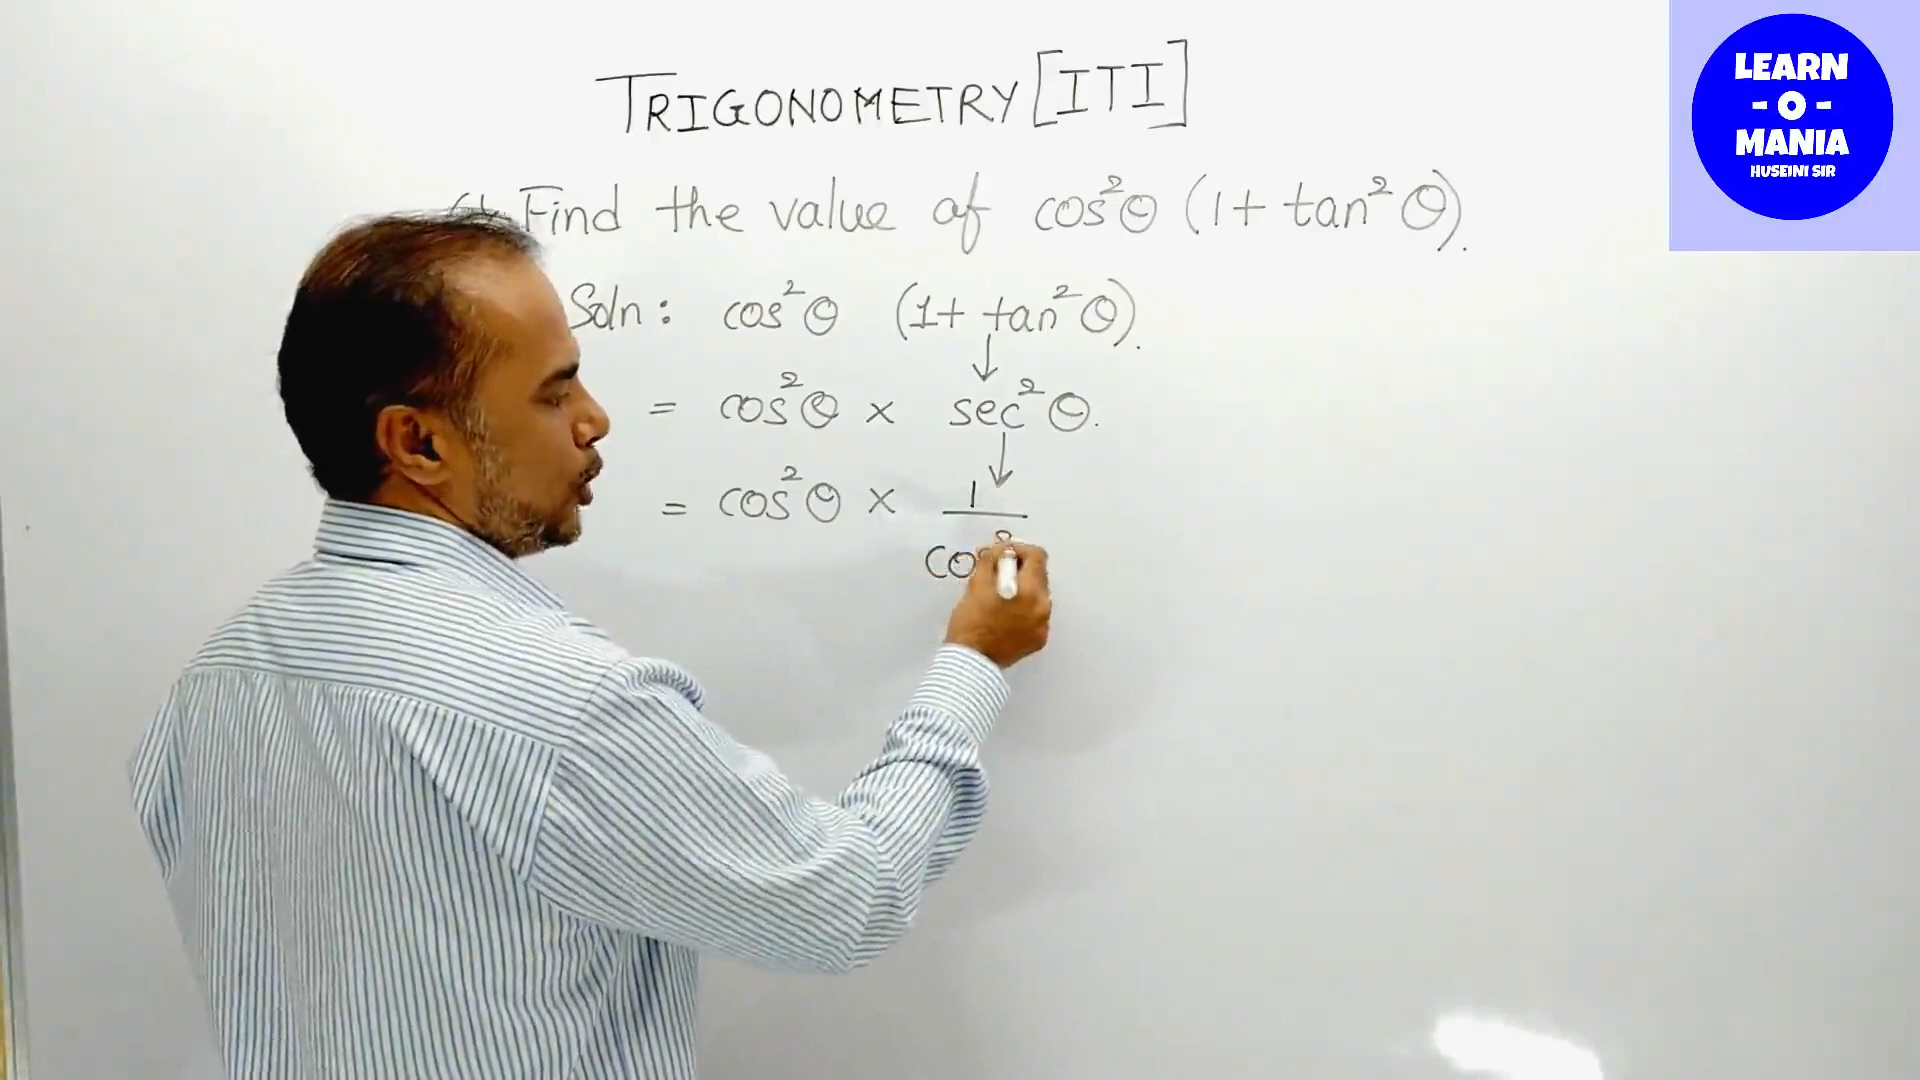 TRIGONOMETRY [ITI]
Find the value of cos²θ (1+ tan²θ).
Soln: cos²θ (1+ tan²θ).
= cos²θ × sec²θ.
= cos²θ × 1
co
LEARN
- O -
MANIA
HUSEINI SIR